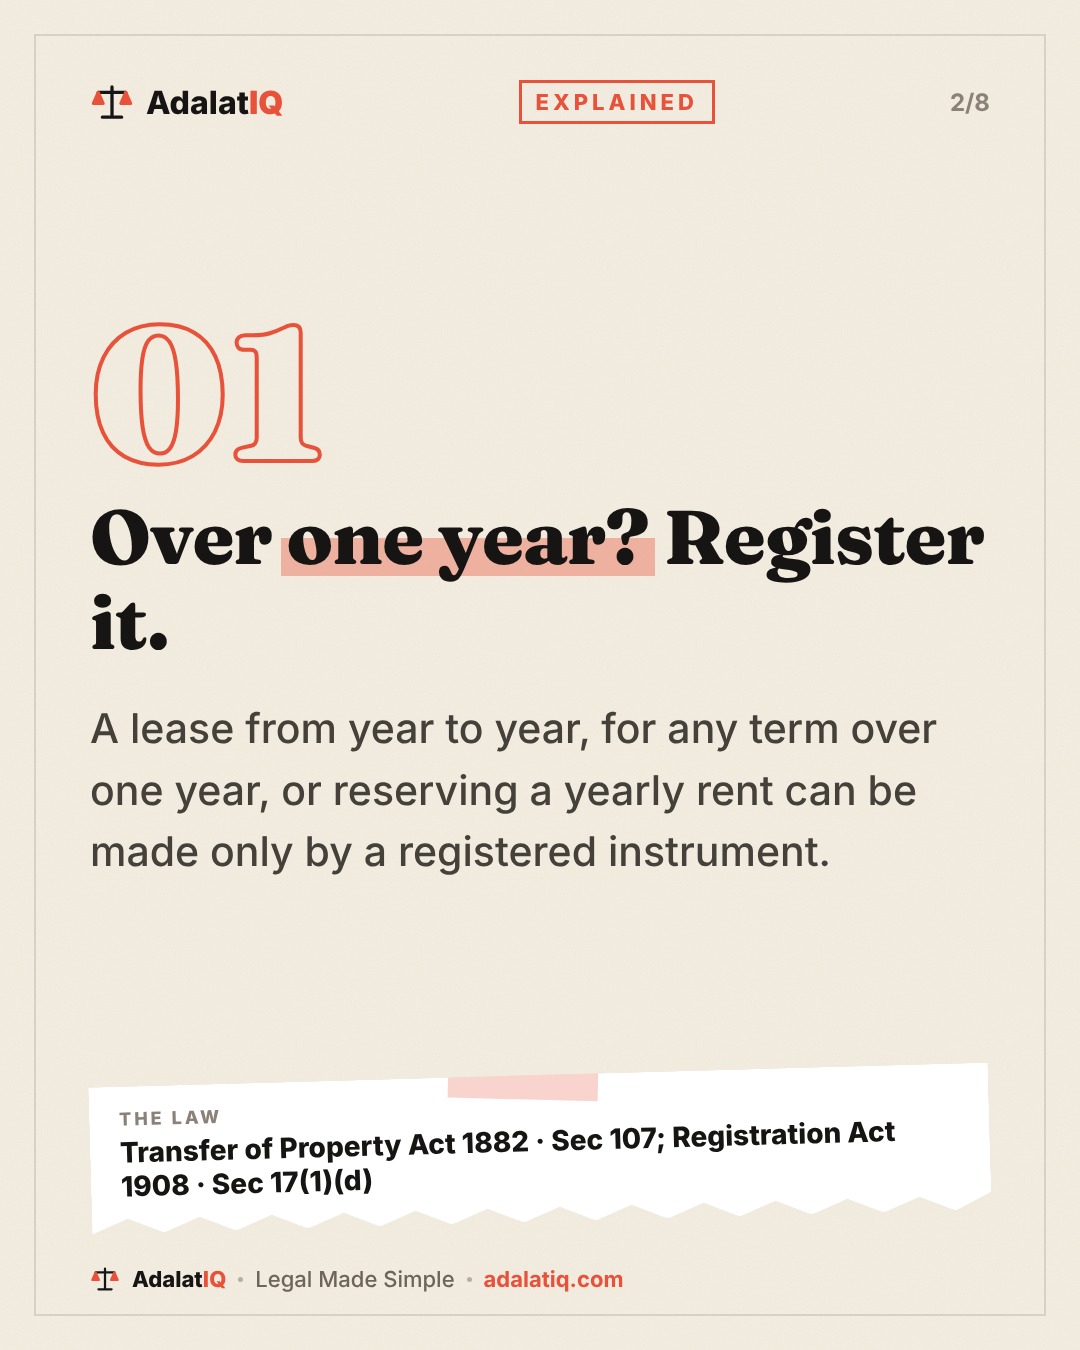 AdalatIQ
EXPLAINED
2/8
01
Over one year? Register
it.
A lease from year to year, for any term over
one year, or reserving a yearly rent can be
made only by a registered instrument.
THE LAW
Transfer of Property Act 1882 · Sec 107; Registration Act
1908 · Sec 17(1)(d)
AdalatIQ • Legal Made Simple • adalatiq.com